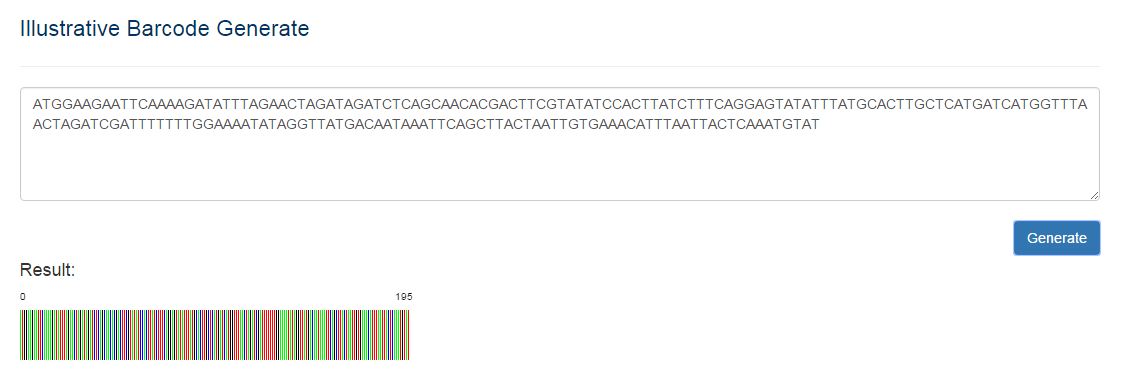 Illustrative Barcode Generate
ATGGAAGAATTCAAAAGATATTTAGAACTAGATAGATCTCAGCAACACGACTTCGTATATCCACTTATCTTTCAGGAGTATATTTATGCACTTGCTCATGATCATGGTTTA
ACTAGATCGATTTTTTTGGAAAATATAGGTTATGACAATAAATTCAGCTTACTAATTGTGAAACATTTAATTACTCAAATGTAT
Generate
Result:
0 195